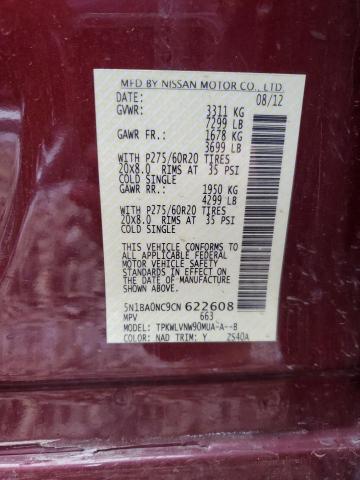 MFD BY NISSAN MOTOR CO., LTD.
DATE: 08/12
GVWR: 3311 KG
7299 LB
GAWR FR.: 1678 KG
3699 LB
WITH P275/60R20 TIRES
20X8.0 RIMS AT 35 PSI
COLD SINGLE
GAWR RR.: 1950 KG
4299 LB
WITH P275/60R20 TIRES
20X8.0 RIMS AT 35 PSI
COLD SINGLE
THIS VEHICLE CONFORMS TO
ALL APPLICABLE FEDERAL
MOTOR VEHICLE SAFETY
STANDARDS IN EFFECT ON
THE DATE OF MANUFACTURE
5N1BA0NC9CN 622608
MPV 663
TPKWLVNW90MUA-A--B
COLOR: NAD TRIM: Y ZS40A